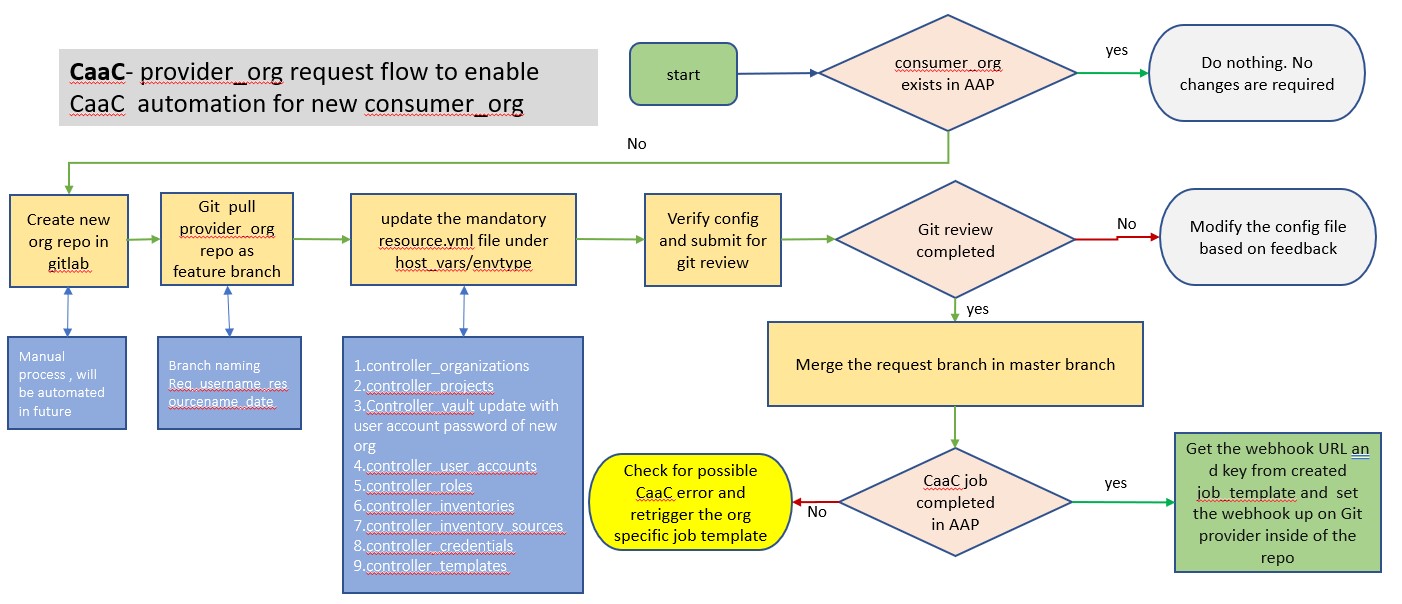 CaaC- provider_org request flow to enable
CaaC automation for new consumer_org
start
consumer_org
exists in AAP
yes
Do nothing. No
changes are required
No
Create new
org repo in
gitlab
Git pull
provider_org
repo as
feature branch
update the mandatory
resource.yml file under
host_vars/envtype
Verify config
and submit for
git review
Git review
completed
No
Modify the config file
based on feedback
yes
Manual
process , will
be automated
in future
Branch naming
Req_username_res
ourcename_date
1.controller_organizations
2.controller_projects
3.Controller_vault update with
user account password of new
org
4.controller_user_accounts
5.controller_roles
6.controller_inventories
7.controller_inventory_sources
8.controller_credentials
9.controller_templates
Merge the request branch in master branch
Check for possible
CaaC error and
retrigger the org
specific job template
No
CaaC job
completed
in AAP
yes
Get the webhook URL an
d key from created
job_template and set
the webhook up on Git
provider inside of the
repo